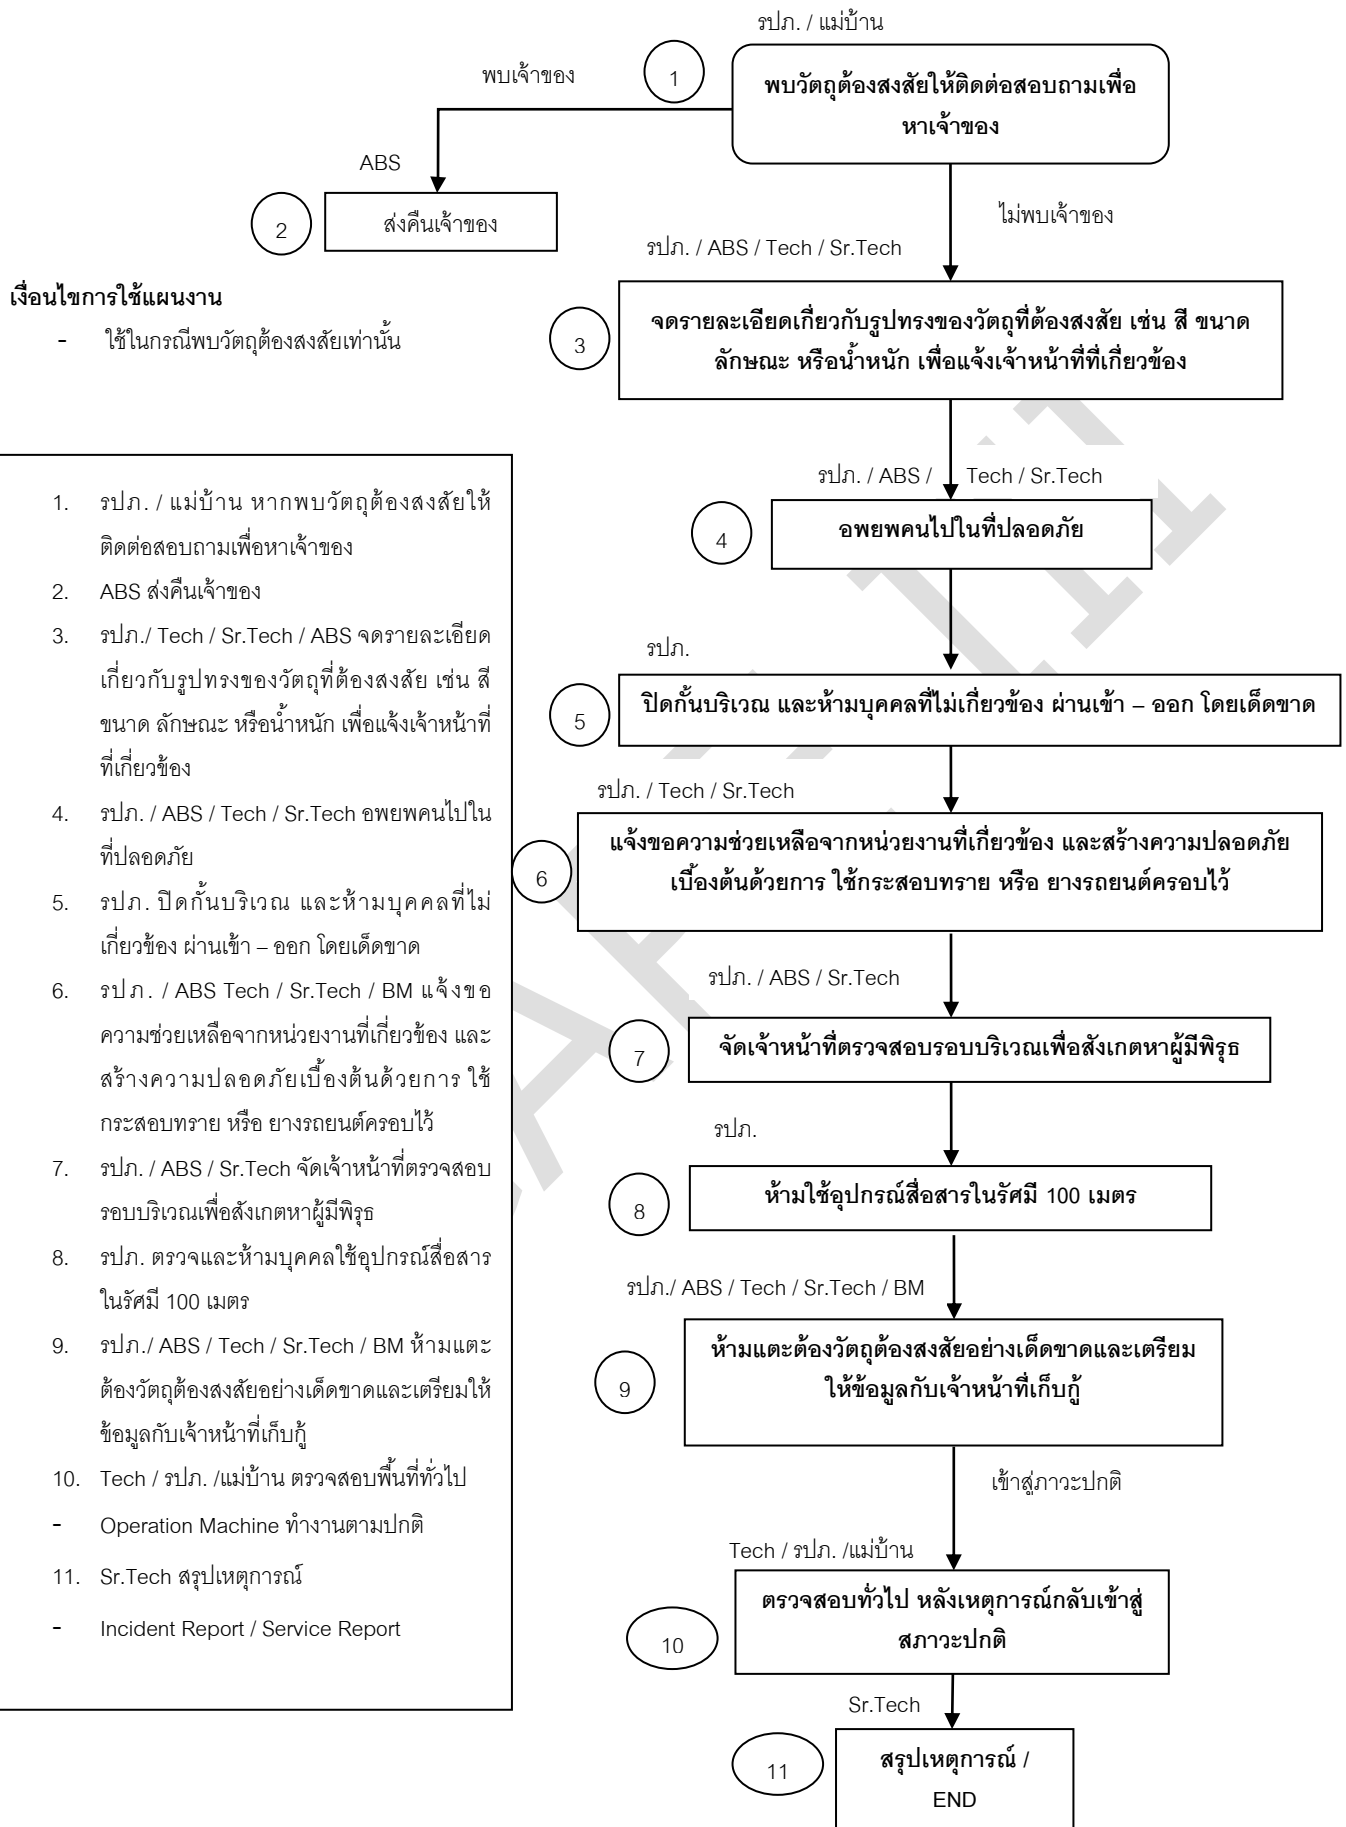 รปภ. / แม่บ้าน
พบเจ้าของ
1
พบวัตถุต้องสงสัยให้ติดต่อสอบถามเพื่อ
หาเจ้าของ
ABS
2
ส่งคืนเจ้าของ
ไม่พบเจ้าของ
รปภ. / ABS / Tech / Sr.Tech
เงื่อนไขการใช้แผนงาน
- ใช้ในกรณีพบวัตถุต้องสงสัยเท่านั้น
3
จดรายละเอียดเกี่ยวกับรูปทรงของวัตถุที่ต้องสงสัย เช่น สี ขนาด
ลักษณะ หรือน้ำหนัก เพื่อแจ้งเจ้าหน้าที่ที่เกี่ยวข้อง
รปภ. / ABS / Tech / Sr.Tech
4
อพยพคนไปในที่ปลอดภัย
รปภ.
5
ปิดกั้นบริเวณ และห้ามบุคคลที่ไม่เกี่ยวข้อง ผ่านเข้า – ออก โดยเด็ดขาด
รปภ. / Tech / Sr.Tech
6
แจ้งขอความช่วยเหลือจากหน่วยงานที่เกี่ยวข้อง และสร้างความปลอดภัย
เบื้องต้นด้วยการ ใช้กระสอบทราย หรือ ยางรถยนต์ครอบไว้
รปภ. / ABS / Sr.Tech
7
จัดเจ้าหน้าที่ตรวจสอบรอบบริเวณเพื่อสังเกตหาผู้มีพิรุธ
รปภ.
8
ห้ามใช้อุปกรณ์สื่อสารในรัศมี 100 เมตร
รปภ./ ABS / Tech / Sr.Tech / BM
9
ห้ามแตะต้องวัตถุต้องสงสัยอย่างเด็ดขาดและเตรียม
ให้ข้อมูลกับเจ้าหน้าที่เก็บกู้
เข้าสู่ภาวะปกติ
Tech / รปภ. /แม่บ้าน
10
ตรวจสอบทั่วไป หลังเหตุการณ์กลับเข้าสู่
สภาวะปกติ
Sr.Tech
11
สรุปเหตุการณ์ /
END
1. รปภ. / แม่บ้าน หากพบวัตถุต้องสงสัยให้
ติดต่อสอบถามเพื่อหาเจ้าของ
2. ABS ส่งคืนเจ้าของ
3. รปภ./ Tech / Sr.Tech / ABS จดรายละเอียด
เกี่ยวกับรูปทรงของวัตถุที่ต้องสงสัย เช่น สี
ขนาด ลักษณะ หรือน้ำหนัก เพื่อแจ้งเจ้าหน้าที่
ที่เกี่ยวข้อง
4. รปภ. / ABS / Tech / Sr.Tech อพยพคนไปใน
ที่ปลอดภัย
5. รปภ. ปิดกั้นบริเวณ และห้ามบุคคลที่ไม่
เกี่ยวข้อง ผ่านเข้า – ออก โดยเด็ดขาด
6. รปภ. / ABS Tech / Sr.Tech / BM แจ้งขอ
ความช่วยเหลือจากหน่วยงานที่เกี่ยวข้อง และ
สร้างความปลอดภัยเบื้องต้นด้วยการ ใช้
กระสอบทราย หรือ ยางรถยนต์ครอบไว้
7. รปภ. / ABS / Sr.Tech จัดเจ้าหน้าที่ตรวจสอบ
รอบบริเวณเพื่อสังเกตหาผู้มีพิรุธ
8. รปภ. ตรวจและห้ามบุคคลใช้อุปกรณ์สื่อสาร
ในรัศมี 100 เมตร
9. รปภ./ ABS / Tech / Sr.Tech / BM ห้ามแตะ
ต้องวัตถุต้องสงสัยอย่างเด็ดขาดและเตรียมให้
ข้อมูลกับเจ้าหน้าที่เก็บกู้
10. Tech / รปภ. /แม่บ้าน ตรวจสอบพื้นที่ทั่วไป
- Operation Machine ทำงานตามปกติ
11. Sr.Tech สรุปเหตุการณ์
- Incident Report / Service Report